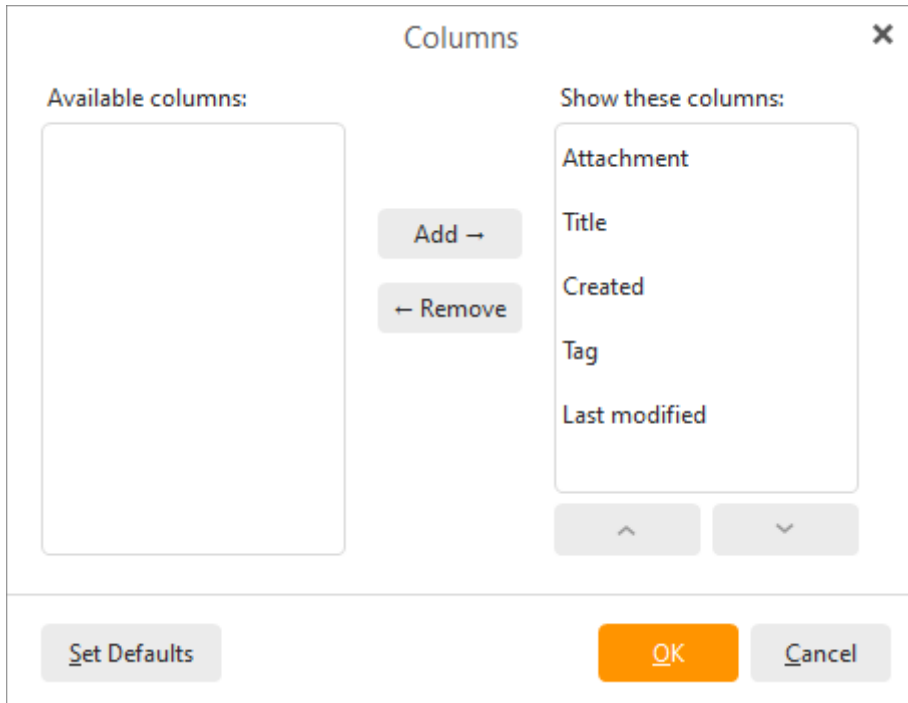 Columns
Available columns:
Show these columns:
Attachment
Title
Created
Tag
Last modified
Add →
← Remove
Set Defaults
OK
Cancel